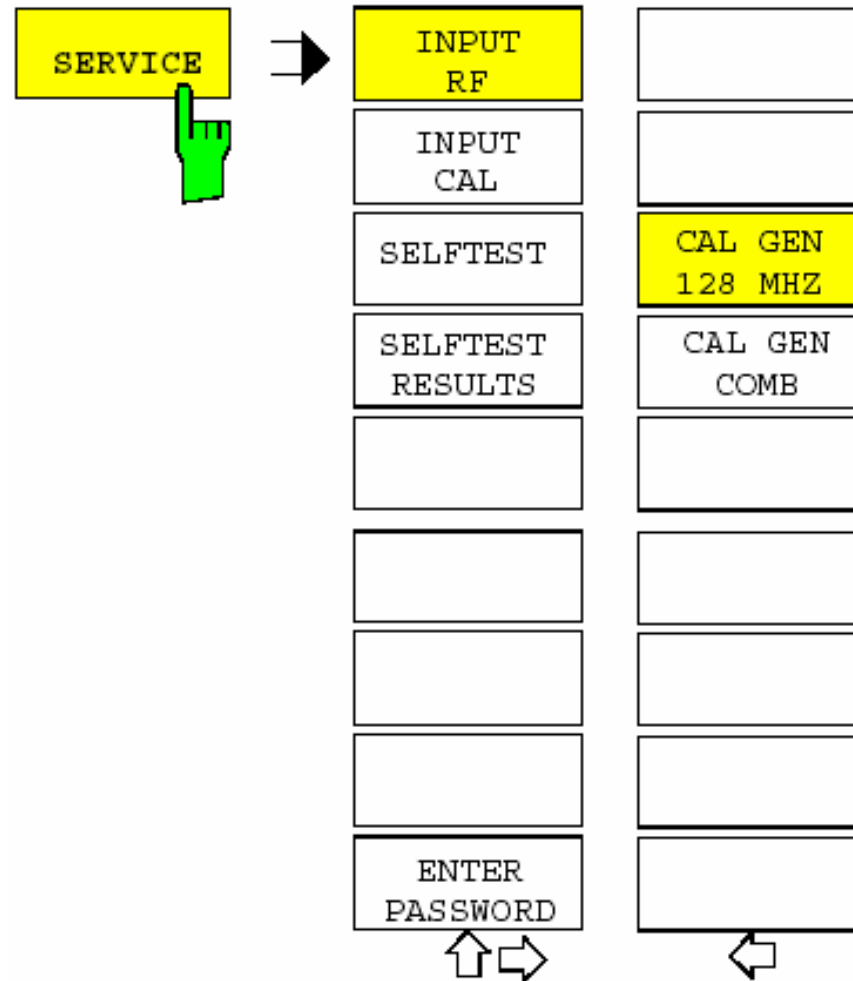 SERVICE
INPUT
RF
INPUT
CAL
SELFTEST
SELFTEST
RESULTS
ENTER
PASSWORD
CAL GEN
128 MHZ
CAL GEN
COMB